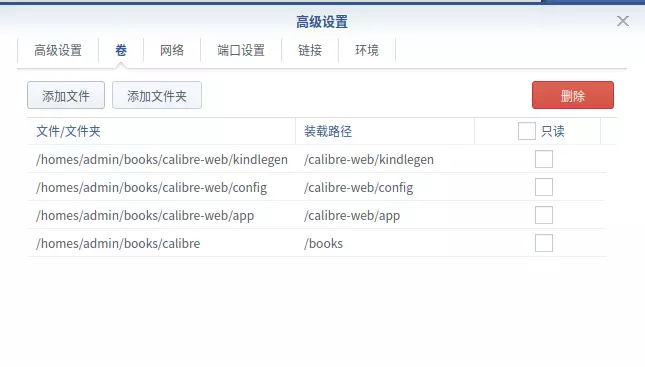 高级设置
高级设置 卷 网络 端口设置 链接 环境
添加文件 添加文件夹 删除
文件/文件夹 装载路径 只读
/homes/admin/books/calibre-web/kindlegen /calibre-web/kindlegen
/homes/admin/books/calibre-web/config /calibre-web/config
/homes/admin/books/calibre-web/app /calibre-web/app
/homes/admin/books/calibre /books